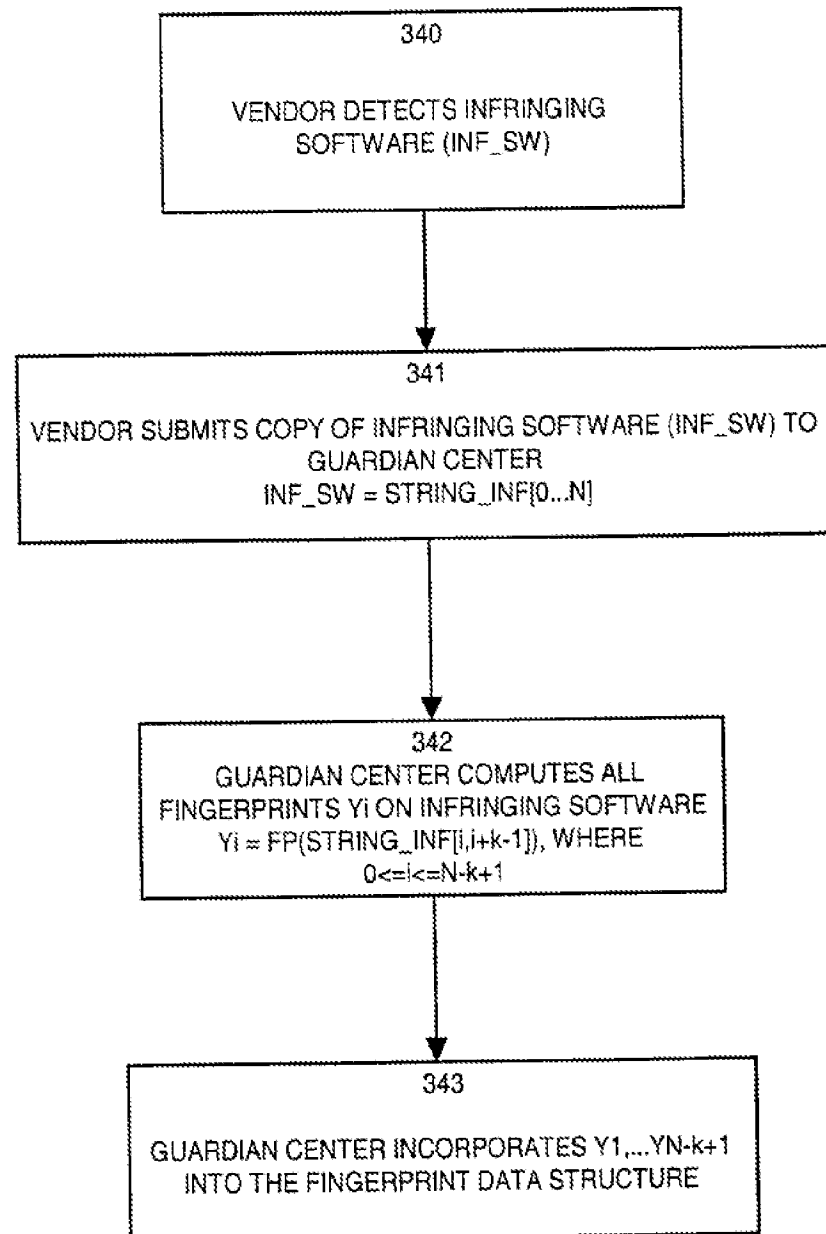 340
VENDOR DETECTS INFRINGING
SOFTWARE (INF_SW)
341
VENDOR SUBMITS COPY OF INFRINGING SOFTWARE (INF_SW) TO
GUARDIAN CENTER
INF_SW = STRING_INF[0...N]
342
GUARDIAN CENTER COMPUTES ALL
FINGERPRINTS Yi ON INFRINGING SOFTWARE
Yi = FP(STRING_INF[i,i+k-1]), WHERE
0<=i<=N-k+1
343
GUARDIAN CENTER INCORPORATES Y1,...YN-k+1
INTO THE FINGERPRINT DATA STRUCTURE